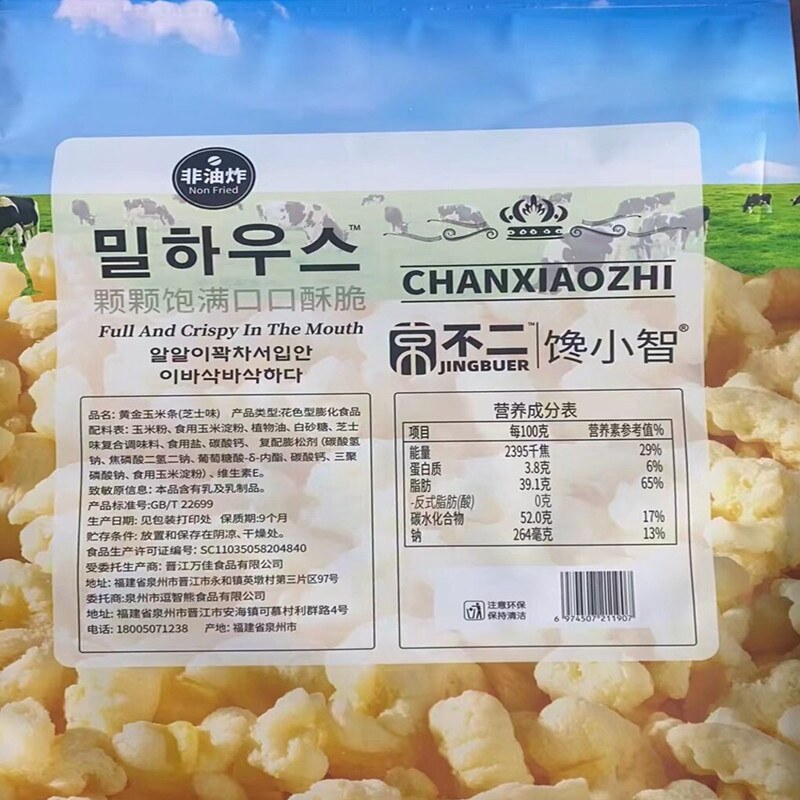 非油炸
Non Fried
밀하우스™
颗颗饱满口口酥脆
Full And Crispy In The Mouth
알알이꽉차서입안
이바삭바삭하다
CHANXIAOZHI
京不二™
JINGBUER
馋小智®
品名: 黄金玉米条(芝士味) 产品类型:花色型膨化食品
配料表: 玉米粉、食用玉米淀粉、植物油、白砂糖、芝士
味复合调味料、食用盐、碳酸钙、复配膨松剂（碳酸氢
钠、焦磷酸二氢二钠、葡萄糖酸-δ-内酯、碳酸钙、三聚
磷酸钠、食用玉米淀粉）、维生素E。
致敏原信息: 本品含有乳及乳制品。
产品标准号:GB/T 22699
生产日期: 见包装打印处 保质期:9个月
贮存条件: 放置和保存在阴凉、干燥处。
食品生产许可证编号: SC11035058204840
受委托生产商: 晋江万佳食品有限公司
地址: 福建省泉州市晋江市永和镇英墩村第三片区97号
委托商:泉州市逗智熊食品有限公司
地址: 福建省泉州市晋江市安海镇可慕村利群路4号
电话: 18005071238 产地: 福建省泉州市
营养成分表
项目 每100克 营养素参考值%
能量 2395千焦 29%
蛋白质 3.8克 6%
脂肪 39.1克 65%
-反式脂肪(酸) 0克
碳水化合物 52.0克 17%
钠 264毫克 13%
注意环保
保持清洁
6 974507 211907